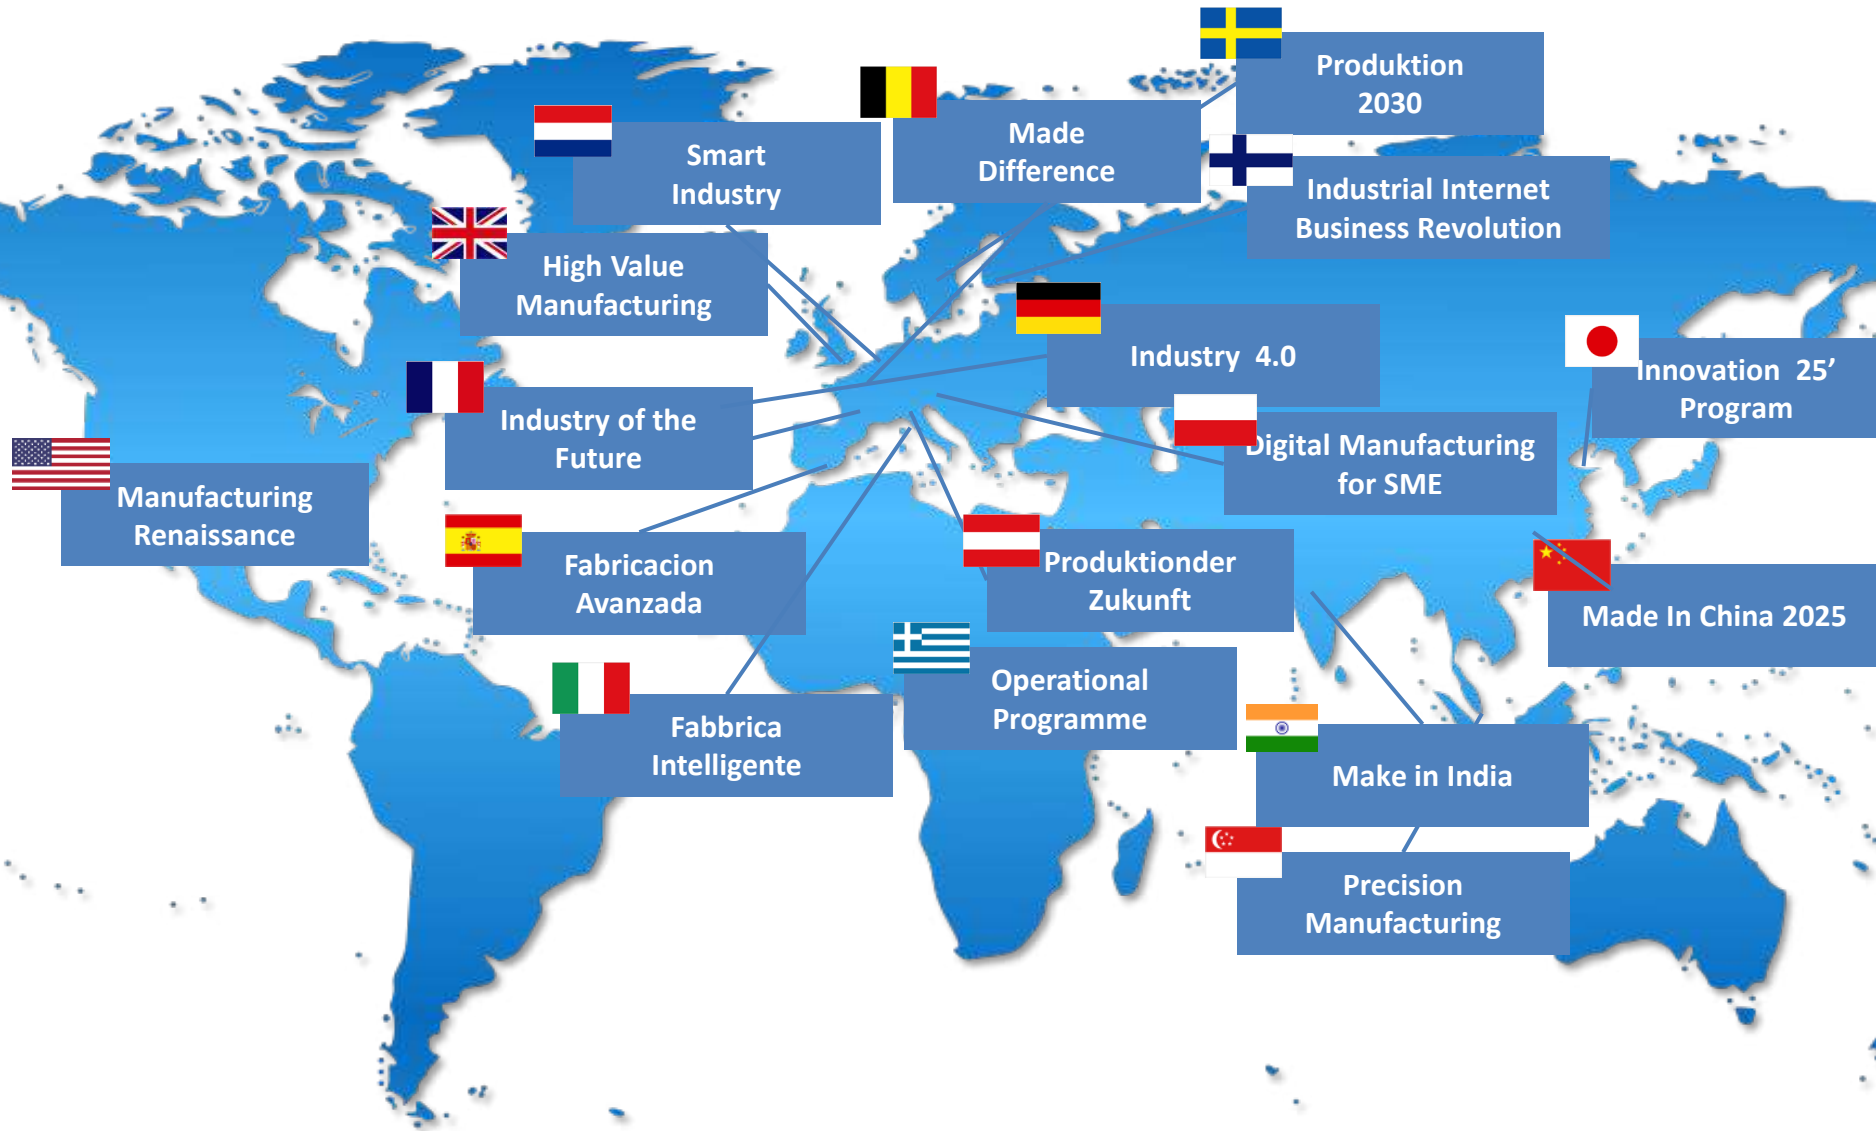 Produktion
2030
Made
Difference
Smart
Industry
Industrial Internet
Business Revolution
High Value
Manufacturing
Industry 4.0
Innovation 25’
Program
Industry of the
Future
Digital Manufacturing
for SME
Manufacturing
Renaissance
Fabricacion
Avanzada
Produktionder
Zukunft
Made In China 2025
Operational
Programme
Fabbrica
Intelligente
Make in India
Precision
Manufacturing